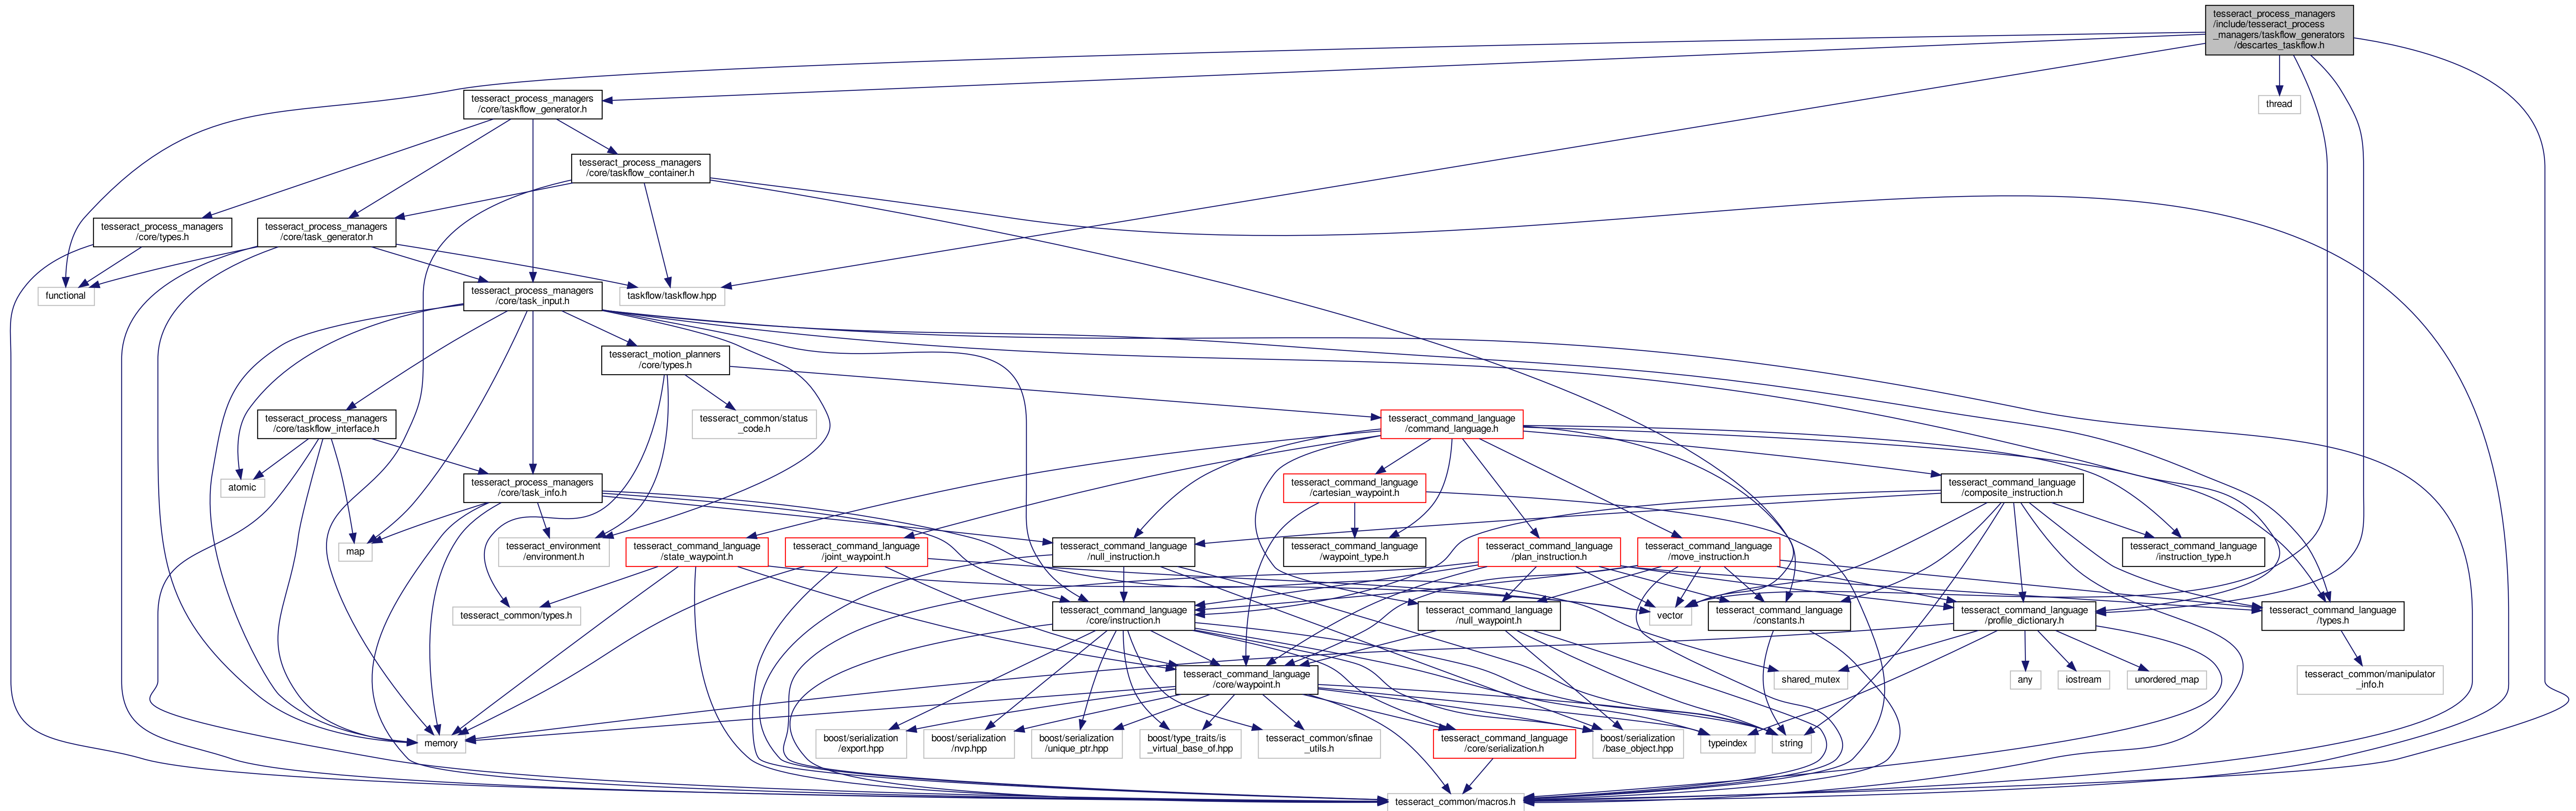 tesseract_process_managers
/include/tesseract_process
_managers/taskflow_generators
/descartes_taskflow.h
tesseract_process_managers
/core/taskflow_generator.h
thread
tesseract_process_managers
/core/taskflow_container.h
tesseract_process_managers
/core/types.h
tesseract_process_managers
/core/task_generator.h
functional
tesseract_process_managers
/core/task_input.h
taskflow/taskflow.hpp
tesseract_motion_planners
/core/types.h
tesseract_process_managers
/core/taskflow_interface.h
tesseract_common/status
_code.h
tesseract_command_language
/command_language.h
atomic
tesseract_process_managers
/core/task_info.h
tesseract_command_language
/cartesian_waypoint.h
tesseract_command_language
/composite_instruction.h
map
tesseract_environment
/environment.h
tesseract_command_language
/state_waypoint.h
tesseract_command_language
/joint_waypoint.h
tesseract_command_language
/null_instruction.h
tesseract_command_language
/waypoint_type.h
tesseract_command_language
/plan_instruction.h
tesseract_command_language
/move_instruction.h
tesseract_command_language
/instruction_type.h
tesseract_common/types.h
tesseract_command_language
/core/instruction.h
tesseract_command_language
/null_waypoint.h
vector
tesseract_command_language
/constants.h
tesseract_command_language
/profile_dictionary.h
tesseract_command_language
/types.h
tesseract_command_language
/core/waypoint.h
shared_mutex
any
iostream
unordered_map
tesseract_common/manipulator
_info.h
memory
boost/serialization
/export.hpp
boost/serialization
/nvp.hpp
boost/serialization
/unique_ptr.hpp
boost/type_traits/is
_virtual_base_of.hpp
tesseract_common/sfinae
_utils.h
tesseract_command_language
/core/serialization.h
boost/serialization
/base_object.hpp
typeindex
string
tesseract_common/macros.h